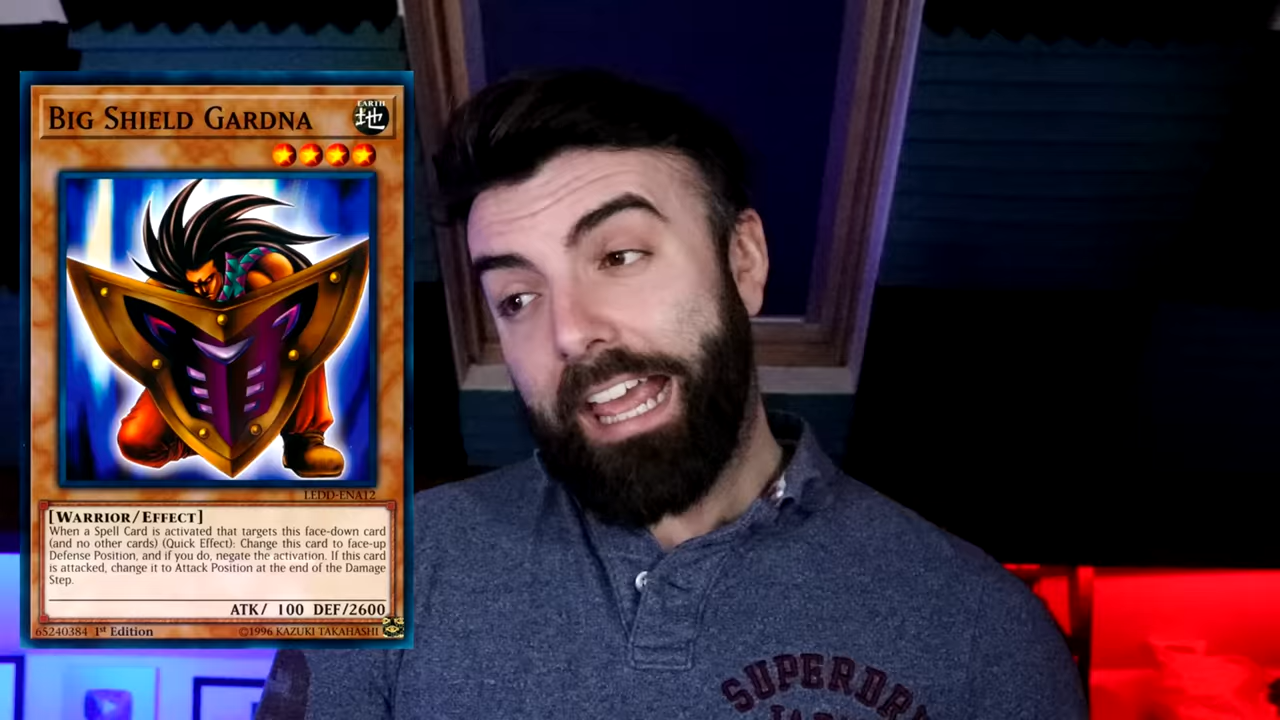 BIG SHIELD GARDNA
EARTH
地
LEDD-ENA12
[WARRIOR/EFFECT]
When a Spell Card is activated that targets this face-down card
(and no other cards) (Quick Effect): Change this card to face-up
Defense Position, and if you do, negate the activation. If this card
is attacked, change it to Attack Position at the end of the Damage
Step.
ATK/ 100 DEF/2600
65240384 1st Edition ©1996 KAZUKI TAKAHASHI
SUPERDR